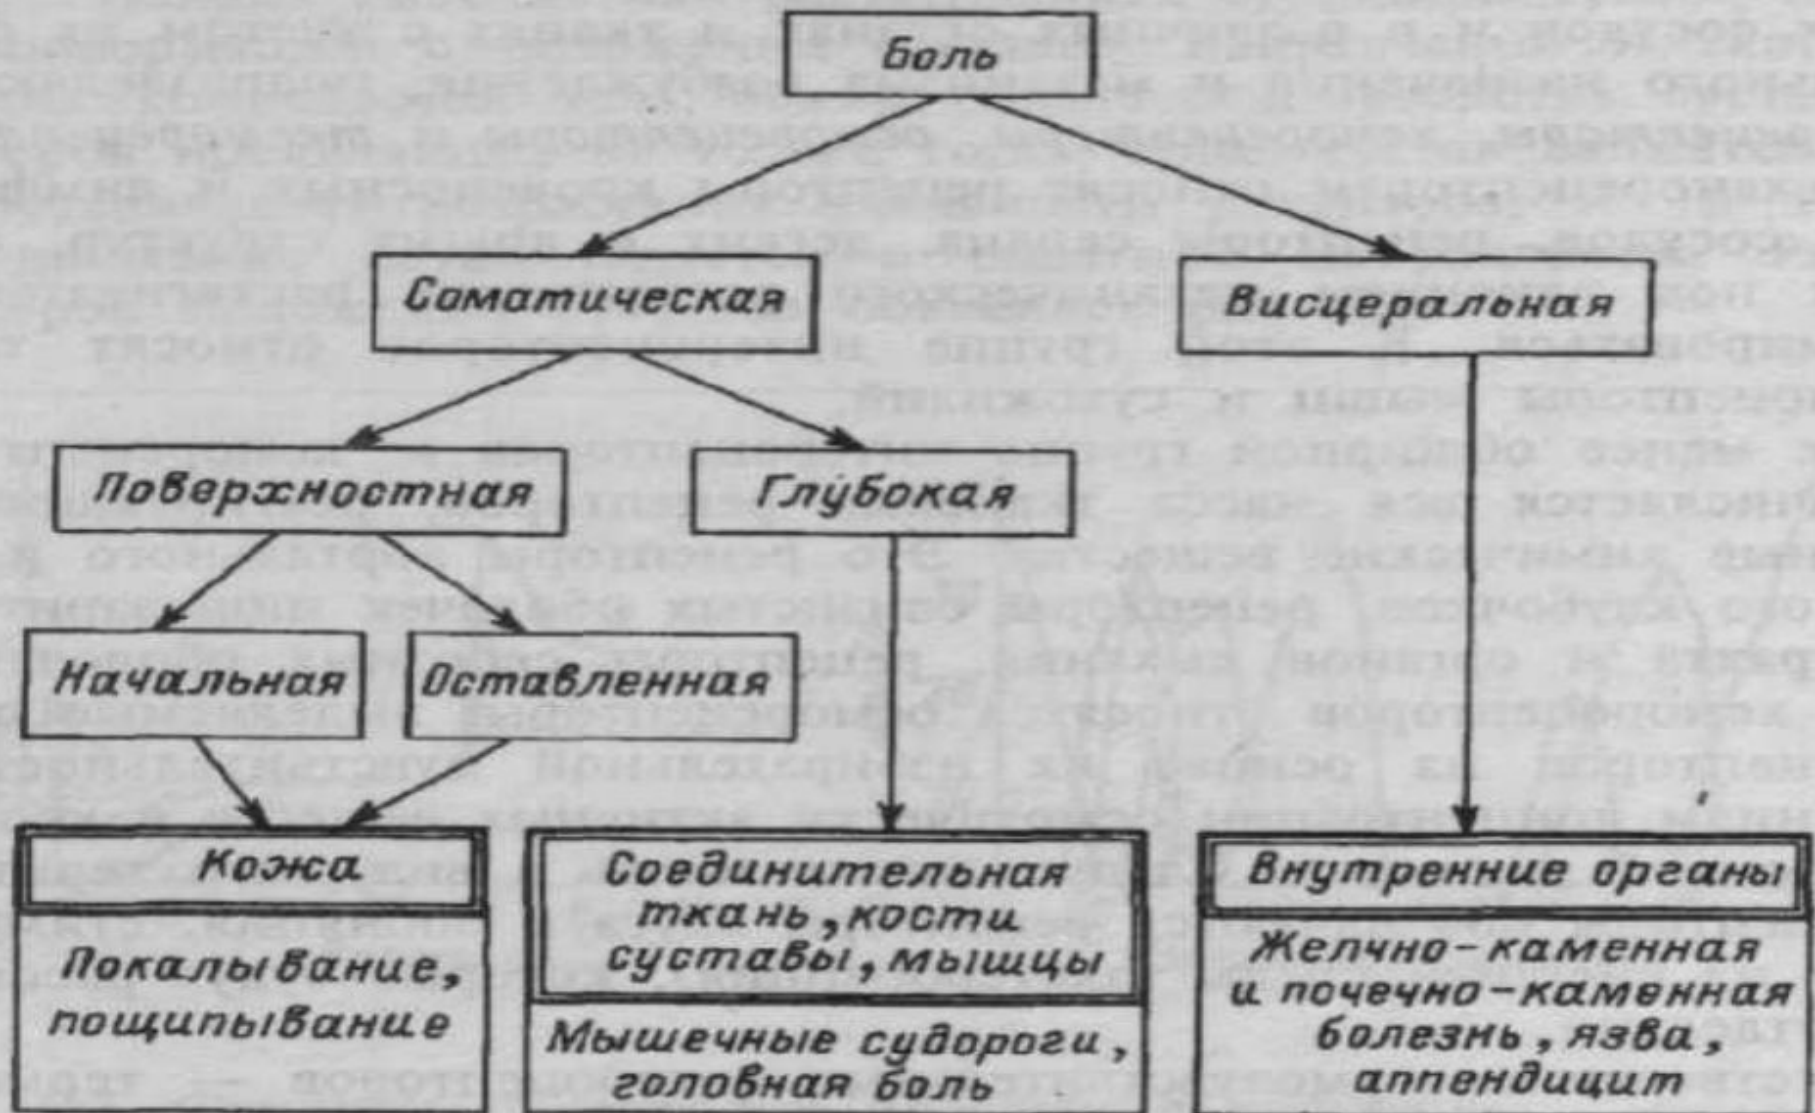 Боль
Соматическая
Висцеральная
Поверхностная
Глубокая
Начальная
Оставленная
Кожа
Покалывание,
пощипывание
Соединительная
ткань, кости
суставы, мышцы
Мышечные судороги,
головная боль
Внутренние органы
Желчно-каменная
и почечно-каменная
болезнь, язва,
аппендицит